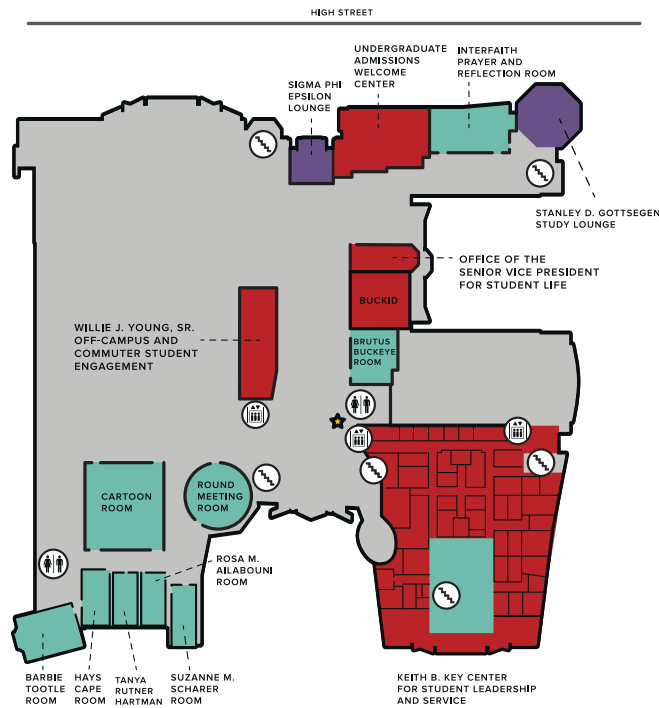 HIGH STREET
UNDERGRADUATE
ADMISSIONS
WELCOME
CENTER
INTERFAITH
PRAYER AND
REFLECTION ROOM
SIGMA PHI
EPSILON
LOUNGE
STANLEY D. GOTTSEGEN
STUDY LOUNGE
OFFICE OF THE
SENIOR VICE PRESIDENT
FOR STUDENT LIFE
BUCKID
WILLIE J. YOUNG, SR.
OFF-CAMPUS AND
COMMUTER STUDENT
ENGAGEMENT
BRUTUS
BUCKEYE
ROOM
CARTOON
ROOM
ROUND
MEETING
ROOM
ROSA M.
AILABOUNI
ROOM
BARBIE
TOOTLE
ROOM
HAYS
CAPE
ROOM
TANYA
RUTNER
HARTMAN
SUZANNE M.
SCHARER
ROOM
KEITH B. KEY CENTER
FOR STUDENT LEADERSHIP
AND SERVICE